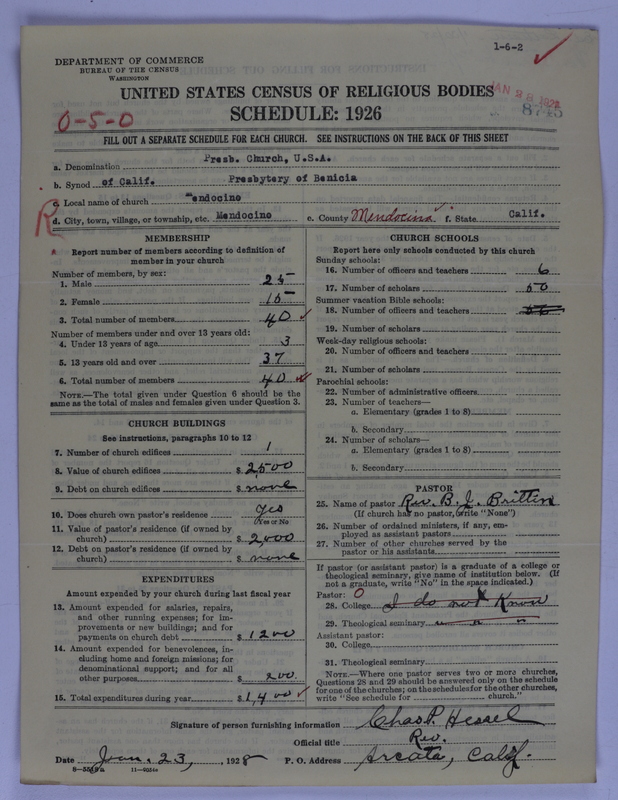 1-6-2
DEPARTMENT OF COMMERCE
BUREAU OF THE CENSUS
WASHINGTON
UNITED STATES CENSUS OF RELIGIOUS BODIES
SCHEDULE: 1926
JAN 28
8745
0-5-0
FILL OUT A SEPARATE SCHEDULE FOR EACH CHURCH. SEE INSTRUCTIONS ON THE BACK OF THIS SHEET
a. Denomination Presb. Church, U.S.A.
b. Synod of Calif. Presbytery of Benicia
c. Local name of church Mendocino
R
d. City, town, village, or township, etc. Mendocino e. County Mendocino f. State Calif.
MEMBERSHIP
Report number of members according to definition of
member in your church
Number of members, by sex:
1. Male 25
2. Female 15
3. Total number of members 40
Number of members under and over 13 years old:
4. Under 13 years of age 3
5. 13 years old and over 37
6. Total number of members 40
NOTE.—The total given under Question 6 should be the
same as the total of males and females given under Question 3.
CHURCH BUILDINGS
See instructions, paragraphs 10 to 12
7. Number of church edifices 1
8. Value of church edifices $ 2500
9. Debt on church edifices $ none
10. Does church own pastor's residence yes
Yes or No
11. Value of pastor's residence (if owned by
church) $ 2000
12. Debt on pastor's residence (if owned by
church) $ none
EXPENDITURES
Amount expended by your church during last fiscal year
13. Amount expended for salaries, repairs,
and other running expenses; for im-
provements or new buildings; and for
payments on church debt $ 1200
14. Amount expended for benevolences, in-
cluding home and foreign missions; for
denominational support; and for all
other purposes $ 200
15. Total expenditures during year $ 1,400
CHURCH SCHOOLS
Report here only schools conducted by this church
Sunday schools:
16. Number of officers and teachers 6
17. Number of scholars 50
Summer vacation Bible schools:
18. Number of officers and teachers
19. Number of scholars
Week-day religious schools:
20. Number of officers and teachers
21. Number of scholars
Parochial schools:
22. Number of administrative officers
23. Number of teachers—
a. Elementary (grades 1 to 8)
b. Secondary
24. Number of scholars—
a. Elementary (grades 1 to 8)
b. Secondary
PASTOR
25. Name of pastor Rev. B. J. Brittin
(If church has no pastor, write "None")
26. Number of ordained ministers, if any, em-
ployed as assistant pastors
27. Number of other churches served by the
pastor or his assistants
If pastor (or assistant pastor) is a graduate of a college or
theological seminary, give name of institution below. (If
not a graduate, write "No" in the space indicated.)
Pastor: 0
28. College I do not Know
29. Theological seminary " " "
Assistant pastor:
30. College
31. Theological seminary
NOTE.—Where one pastor serves two or more churches,
Questions 28 and 29 should be answered only on the schedule
for one of the churches; on the schedules for the other churches,
write "See schedule for church."
Signature of person furnishing information Chas. P. Hessel
Official title Rev.
Date Jan. 23, 1928 P. O. Address Arcata, Calif.